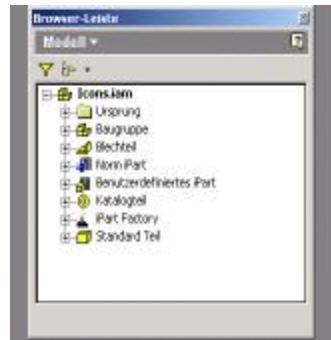 Browser-Leiste
Modell
Icons.iam
Ursprung
Baugruppe
Blechteil
Norm iPart
Benutzerdefiniertes iPart
Katalogteil
iPart Factory
Standard Teil